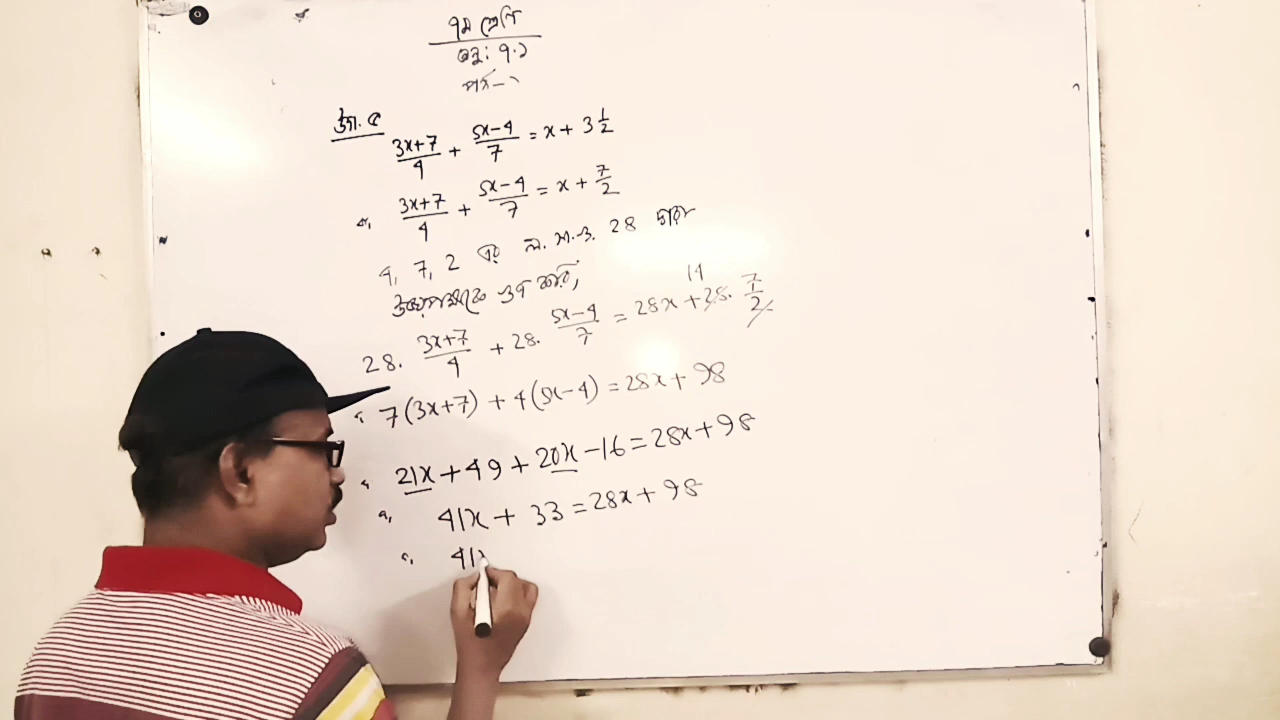 ৭ম শ্রেণি
অনু: ৭.১
পার্ট-১
উদা. ৫
(3x+7)/4 + (5x-4)/7 = x + 3 1/2
বা, (3x+7)/4 + (5x-4)/7 = x + 7/2
4, 7, 2 এর ল. সা. গু. 28 দ্বারা
উভয়পক্ষকে গুণ করি,
28. (3x+7)/4 + 28. (5x-4)/7 = 28x + 28. 7/2
14
বা, 7(3x+7) + 4(5x-4) = 28x + 98
বা, 21x + 49 + 20x - 16 = 28x + 98
বা, 41x + 33 = 28x + 98
বা, 41x